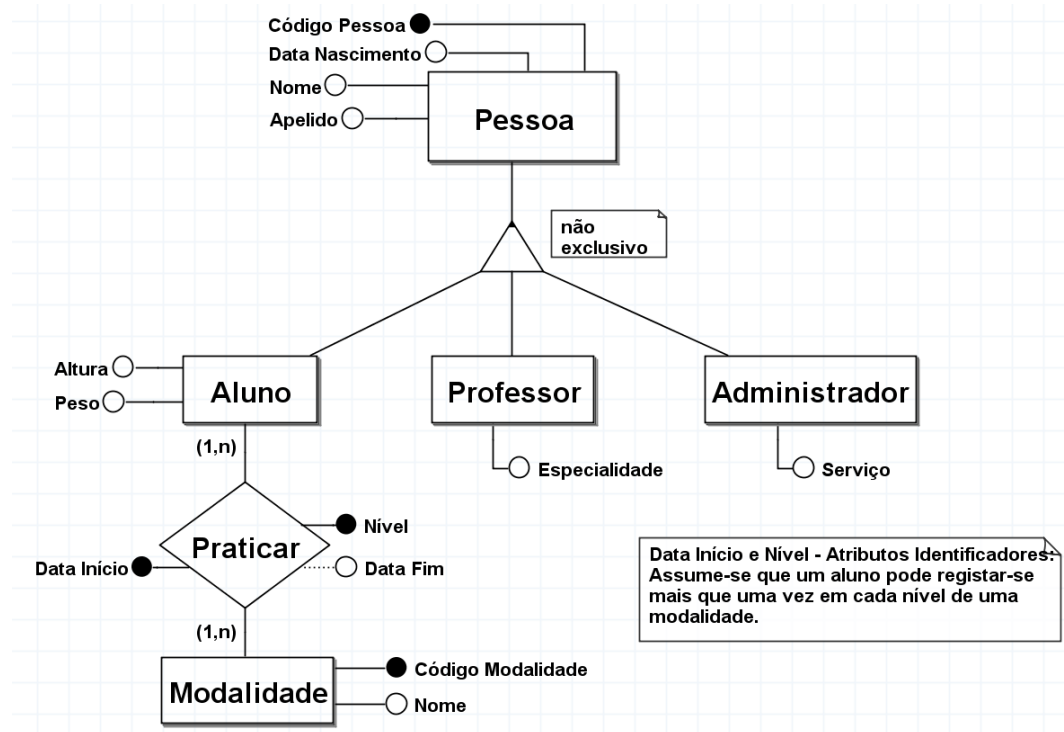 Código Pessoa
Data Nascimento
Nome
Apelido
Pessoa
não
exclusivo
Altura
Peso
Aluno
Professor
Administrador
(1,n)
Especialidade
Serviço
Nível
Praticar
Data Início
Data Fim
Data Início e Nível - Atributos Identificadores:
Assume-se que um aluno pode registar-se
mais que uma vez em cada nível de uma
modalidade.
(1,n)
Modalidade
Código Modalidade
Nome